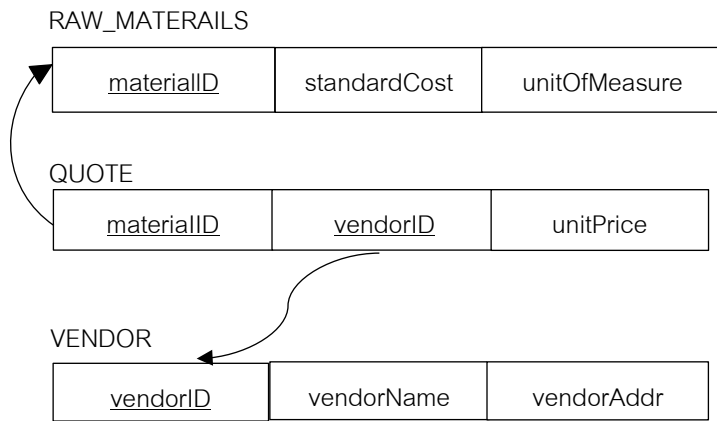 RAW_MATERAILS
materialID standardCost unitOfMeasure
QUOTE
materialID vendorID unitPrice
VENDOR
vendorID vendorName vendorAddr